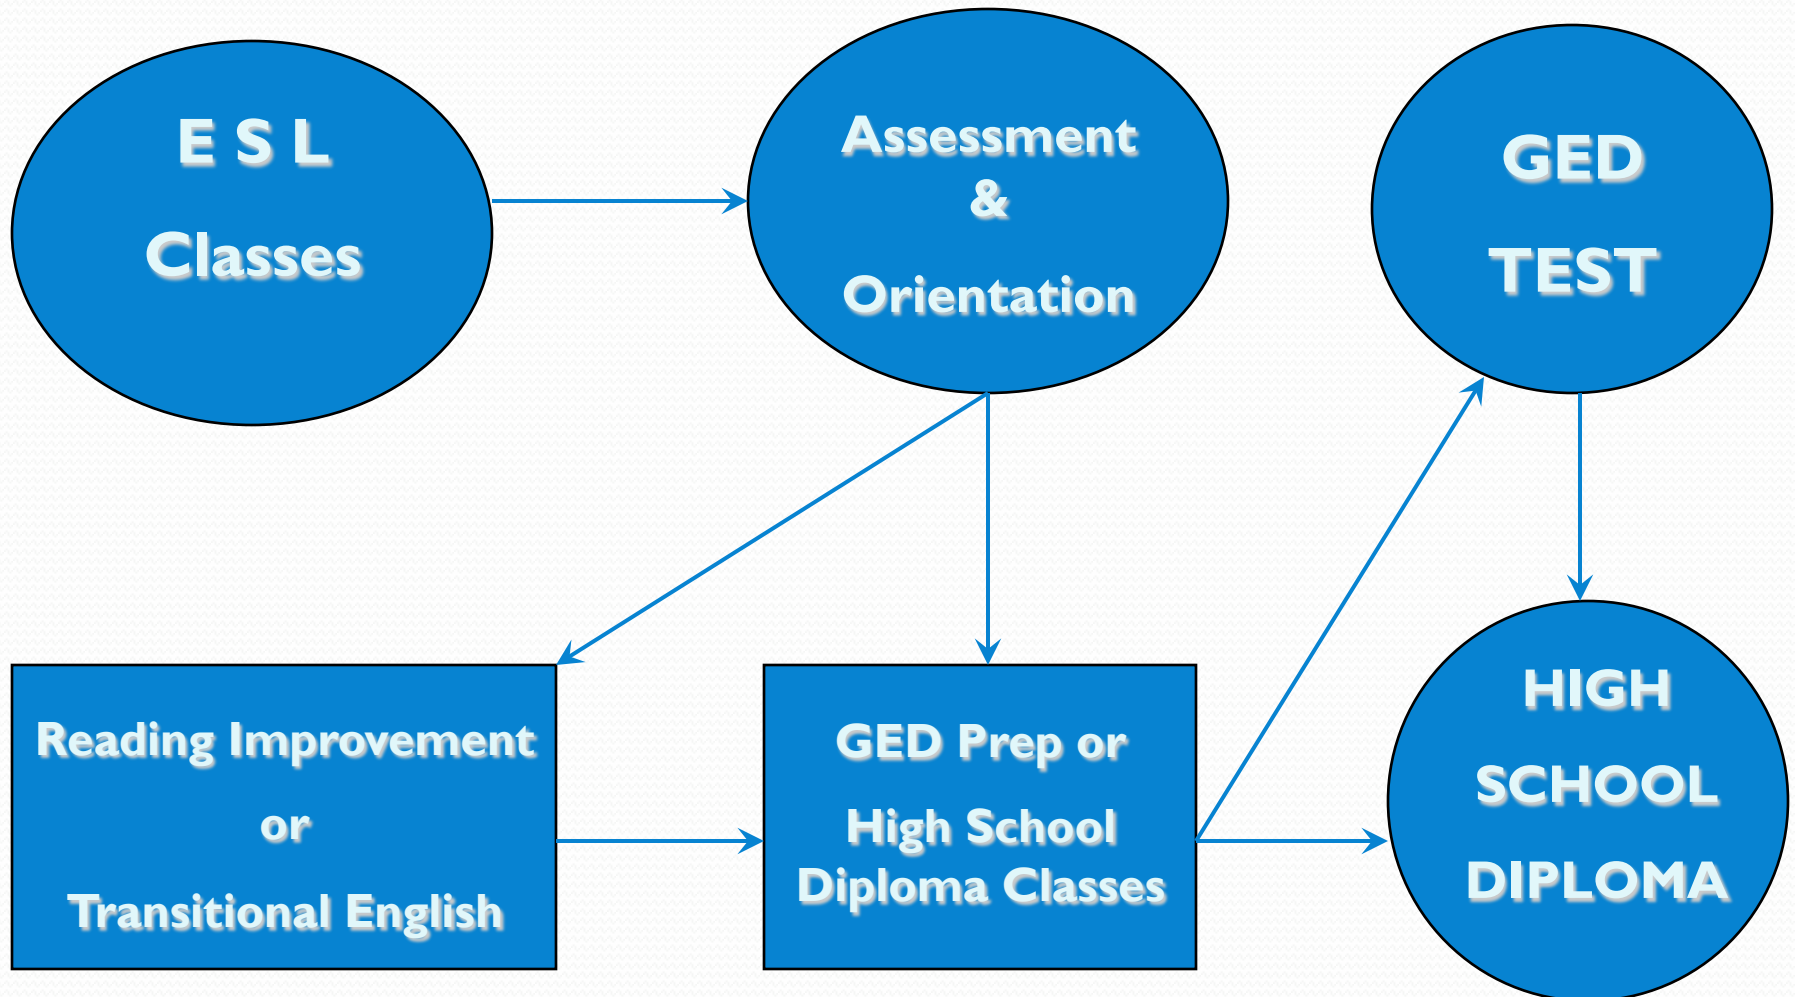 E S L
Classes
Assessment
&
Orientation
GED
TEST
Reading Improvement
or
Transitional English
GED Prep or
High School
Diploma Classes
HIGH
SCHOOL
DIPLOMA